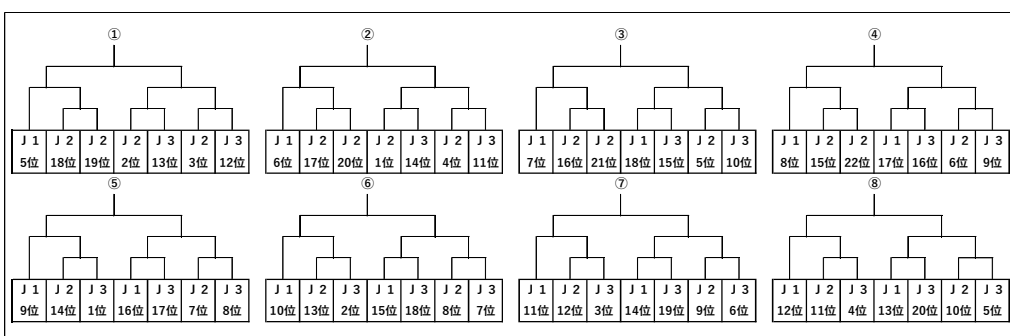 ① ② ③ ④
Ｊ１ Ｊ２ Ｊ２ Ｊ２ Ｊ３ Ｊ２ Ｊ３ Ｊ１ Ｊ２ Ｊ２ Ｊ１ Ｊ３ Ｊ２ Ｊ３ Ｊ１ Ｊ２ Ｊ２ Ｊ１ Ｊ３ Ｊ２ Ｊ３ Ｊ１ Ｊ２ Ｊ２ Ｊ１ Ｊ３ Ｊ２ Ｊ３
5位 18位 19位 2位 13位 3位 12位 6位 17位 20位 1位 14位 4位 11位 7位 16位 21位 18位 15位 5位 10位 8位 15位 22位 17位 16位 6位 9位
⑤ ⑥ ⑦ ⑧
Ｊ１ Ｊ２ Ｊ３ Ｊ１ Ｊ３ Ｊ２ Ｊ３ Ｊ１ Ｊ２ Ｊ３ Ｊ１ Ｊ３ Ｊ２ Ｊ３ Ｊ１ Ｊ２ Ｊ３ Ｊ１ Ｊ３ Ｊ２ Ｊ３ Ｊ１ Ｊ２ Ｊ３ Ｊ１ Ｊ３ Ｊ２ Ｊ３
9位 14位 1位 16位 17位 7位 8位 10位 13位 2位 15位 18位 8位 7位 11位 12位 3位 14位 19位 9位 6位 12位 11位 4位 13位 20位 10位 5位